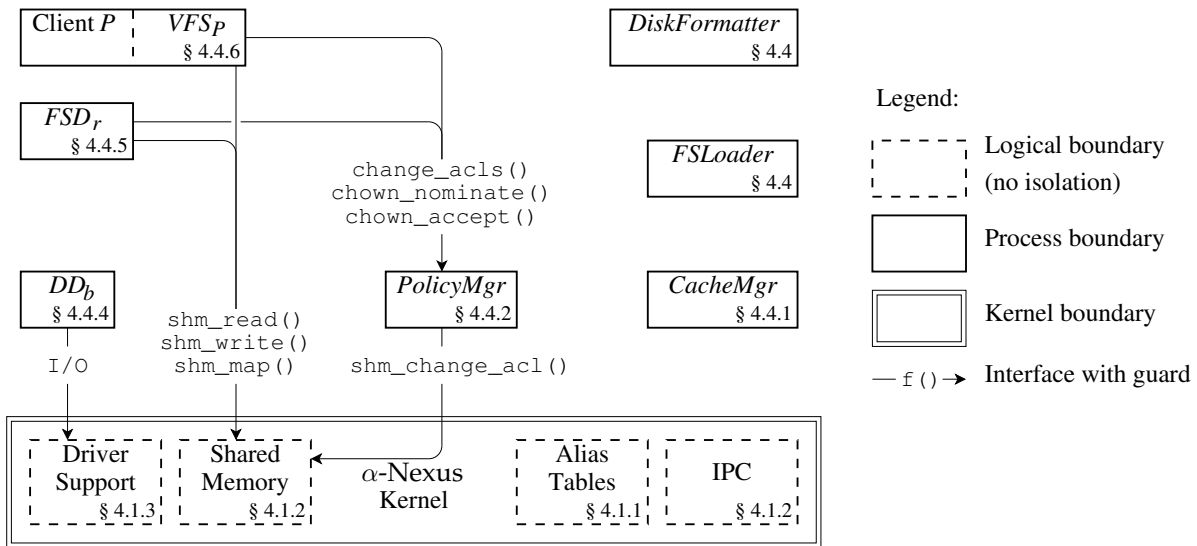 Client P
VFS_P
§ 4.4.6
DiskFormatter
§ 4.4
FSD_r
§ 4.4.5
change_acls()
chown_nominate()
chown_accept()
FSLoader
§ 4.4
DD_b
§ 4.4.4
PolicyMgr
§ 4.4.2
CacheMgr
§ 4.4.1
I/O
shm_read()
shm_write()
shm_map()
shm_change_acl()
Driver
Support
§ 4.1.3
Shared
Memory
§ 4.1.2
α-Nexus
Kernel
Alias
Tables
§ 4.1.1
IPC
§ 4.1.2
Legend:
Logical boundary
(no isolation)
Process boundary
Kernel boundary
f()
Interface with guard